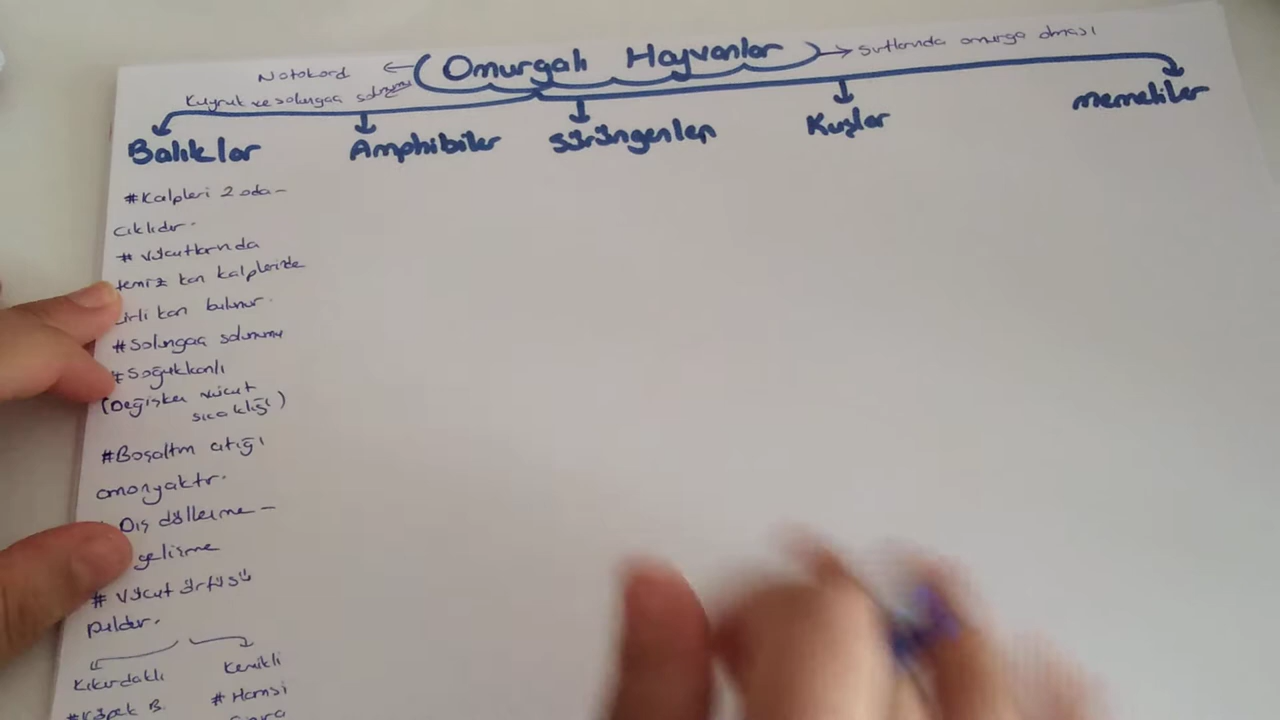 Omurgalı Hayvanlar
Notokord
Sırtlarında omurga olması
Kuyruk ve solungaç
Balıklar
Amphibiler
Sürüngenler
Kuşlar
memeliler
#Kalpleri 2 oda-
cıklıdır.
# Vücutlarında
temiz kan kalplerinde
kirli kan bulunur.
#Solungaç solunumu
#Soğukkanlı
(Değişken vücut
sıcaklığı)
#Boşaltım atığı
amonyaktır.
Dış döllenme-
gelişme
# Vücut örtüsü
puldur.
Kıkırdaklı
Kemikli
#Köpek B.
# Hamsi